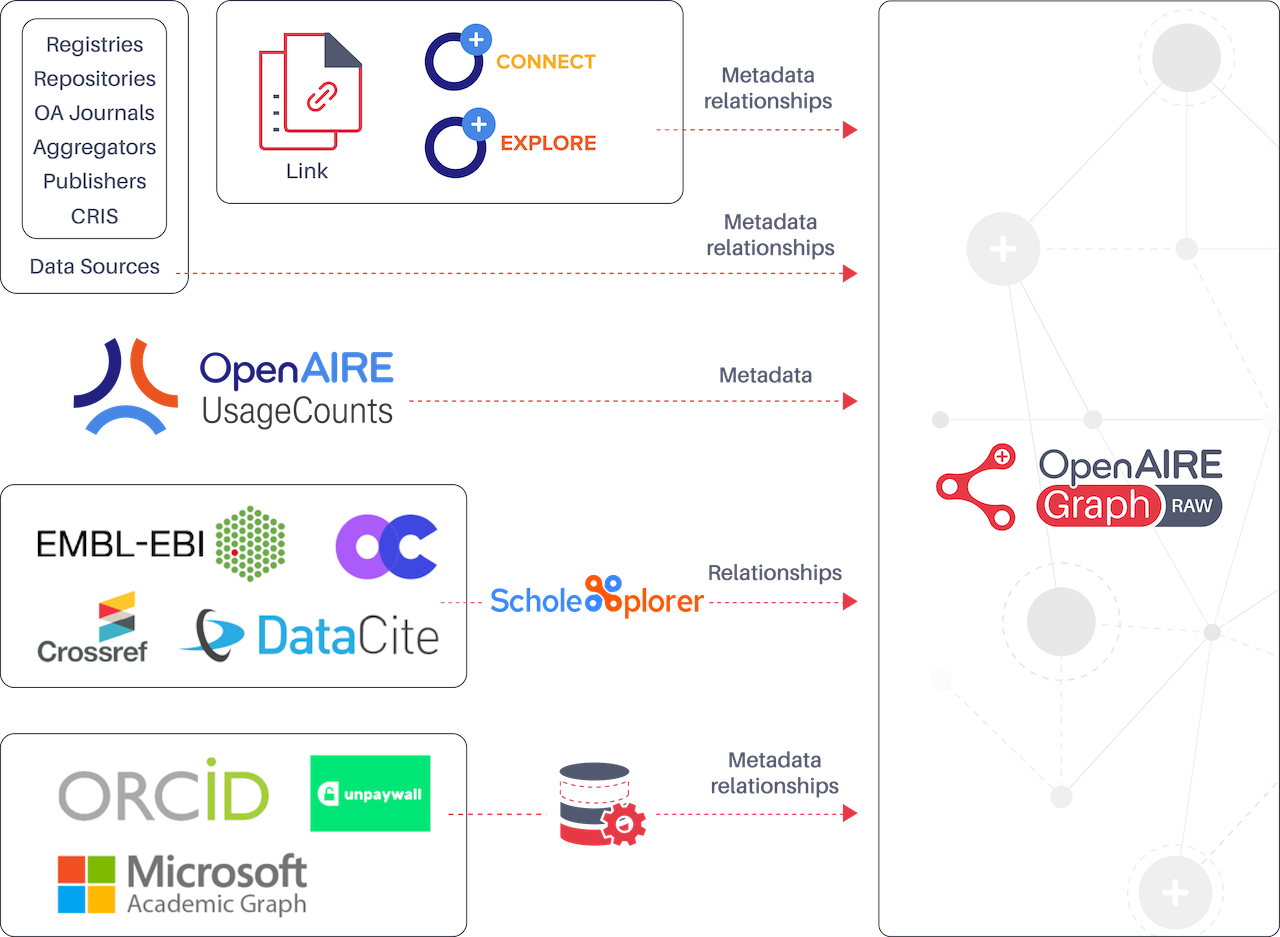 Registries
Repositories
OA Journals
Aggregators
Publishers
CRIS
Data Sources
Link
CONNECT
EXPLORE
Metadata
relationships
Metadata
relationships
OpenAIRE
UsageCounts
Metadata
EMBL-EBI
OC
Crossref
DataCite
ScholeXplorer
Relationships
ORCID
unpaywall
Microsoft
Academic Graph
Metadata
relationships
OpenAIRE
Graph RAW